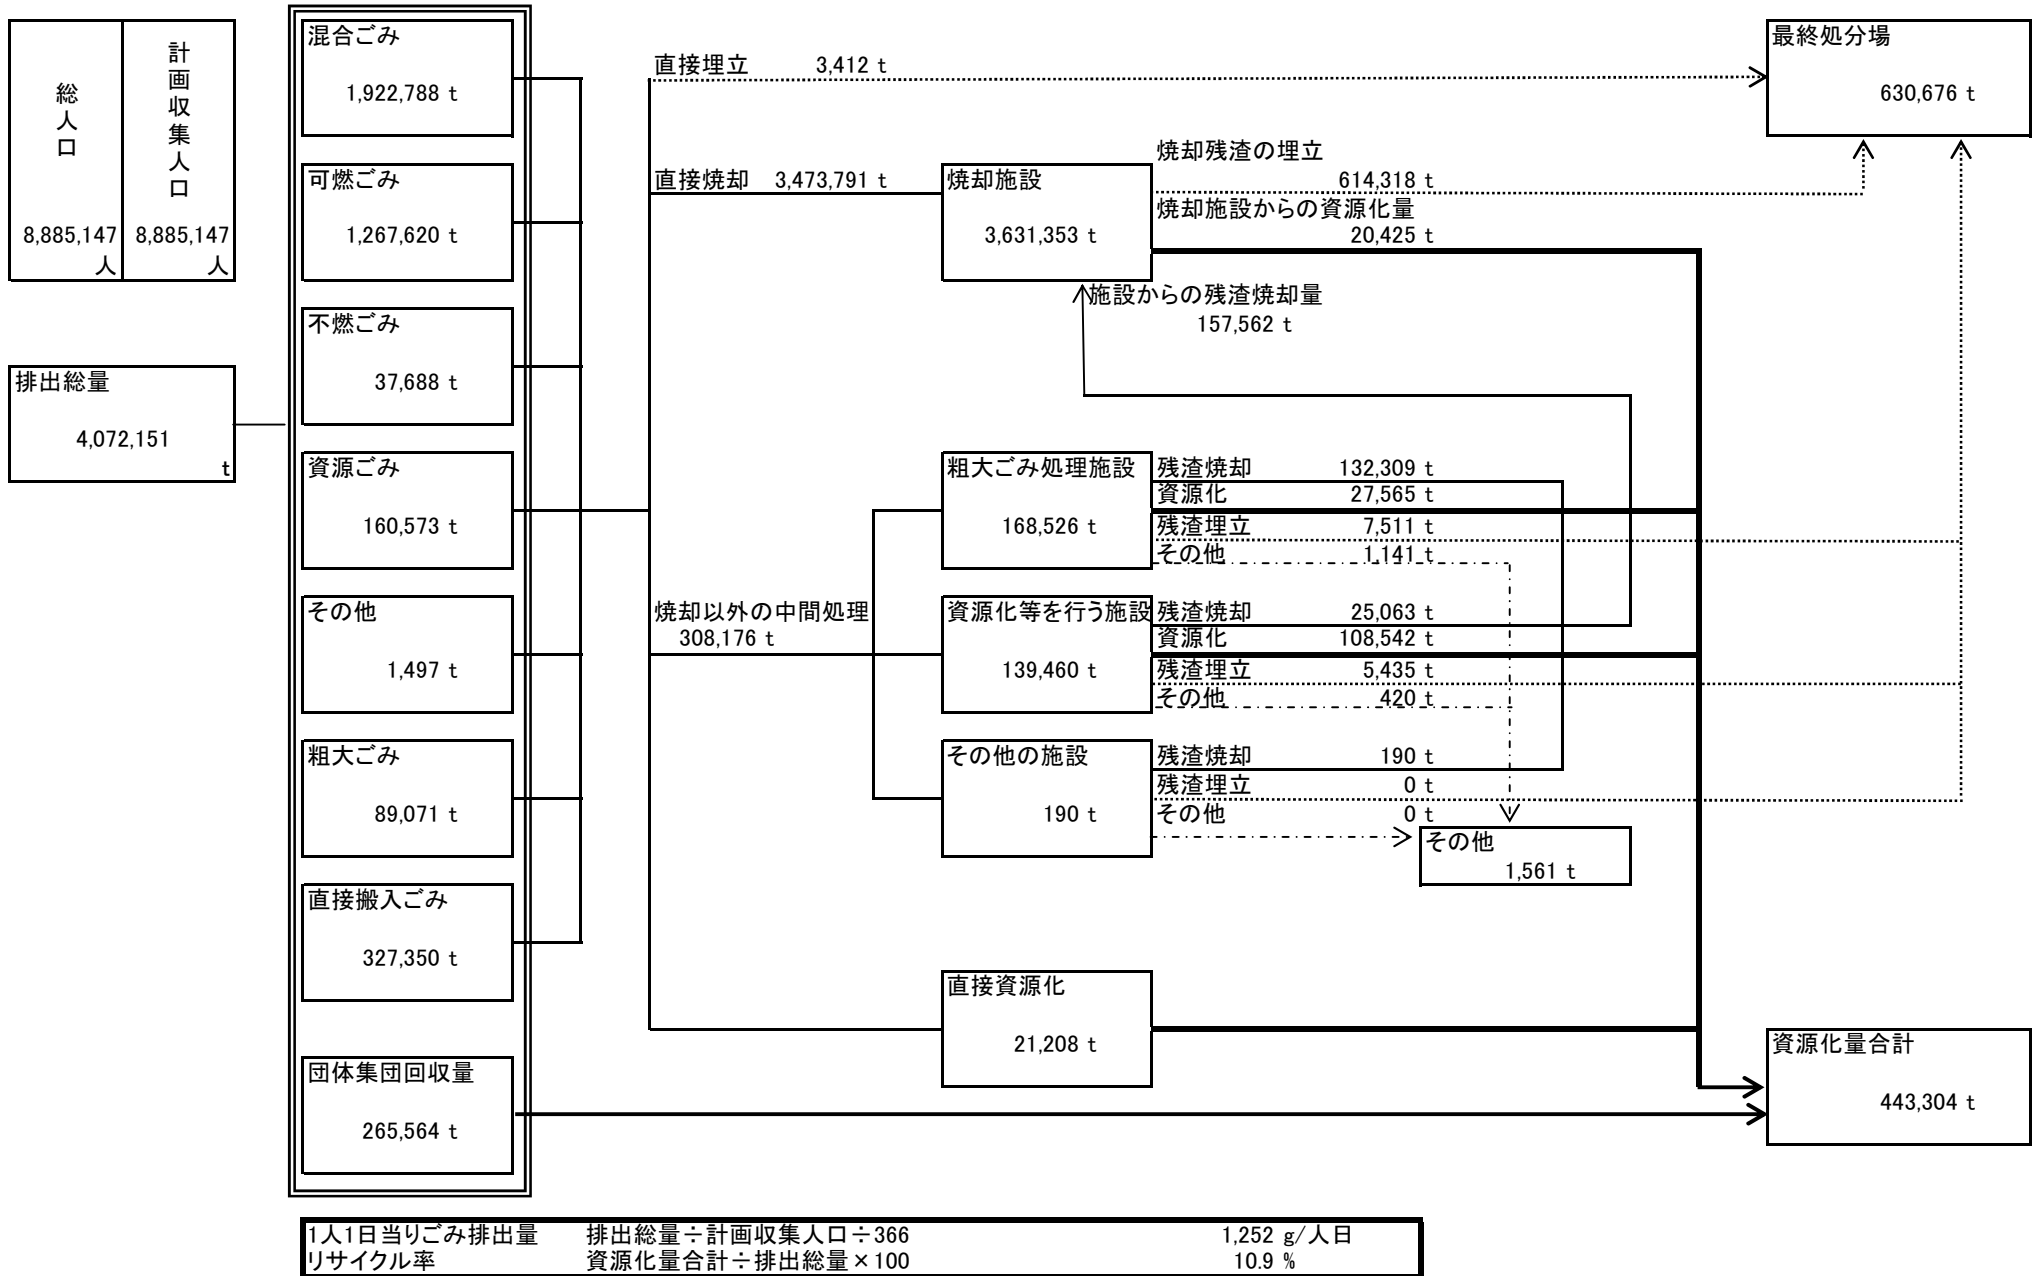 総人口
8,885,147
人
計画収集人口
8,885,147
人
排出総量
4,072,151
t
混合ごみ
1,922,788 t
可燃ごみ
1,267,620 t
不燃ごみ
37,688 t
資源ごみ
160,573 t
その他
1,497 t
粗大ごみ
89,071 t
直接搬入ごみ
327,350 t
団体集団回収量
265,564 t
直接埋立 3,412 t
直接焼却 3,473,791 t
焼却以外の中間処理
308,176 t
焼却施設
3,631,353 t
焼却残渣の埋立
614,318 t
焼却施設からの資源化量
20,425 t
施設からの残渣焼却量
157,562 t
粗大ごみ処理施設
168,526 t
残渣焼却 132,309 t
資源化 27,565 t
残渣埋立 7,511 t
その他 1,141 t
資源化等を行う施設
139,460 t
残渣焼却 25,063 t
資源化 108,542 t
残渣埋立 5,435 t
その他 420 t
その他の施設
190 t
残渣焼却 190 t
残渣埋立 0 t
その他 0 t
その他
1,561 t
直接資源化
21,208 t
最終処分場
630,676 t
資源化量合計
443,304 t
1人1日当りごみ排出量 排出総量÷計画収集人口÷366 1,252 g/人日
リサイクル率 資源化量合計÷排出総量×100 10.9 %